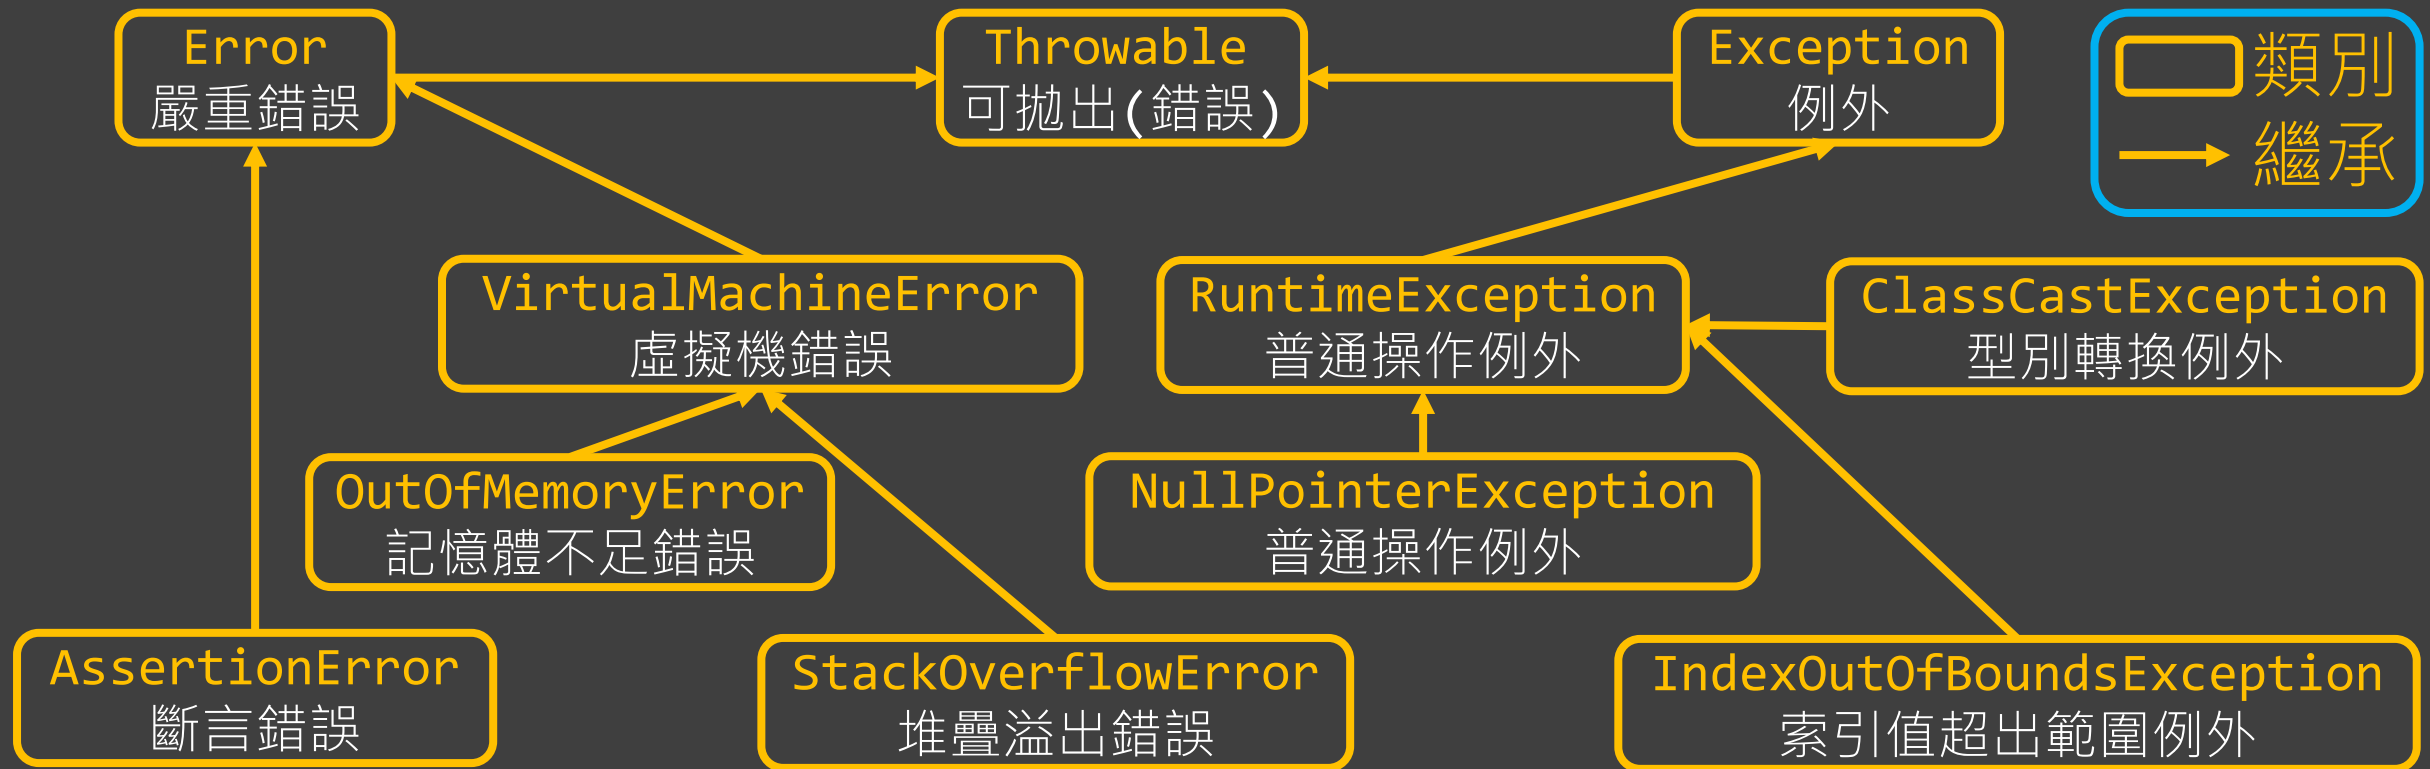 Error
嚴重錯誤
Throwable
可拋出(錯誤)
Exception
例外
類別
繼承
VirtualMachineError
虛擬機錯誤
RuntimeException
普通操作例外
ClassCastException
型別轉換例外
OutOfMemoryError
記憶體不足錯誤
NullPointerException
普通操作例外
AssertionError
斷言錯誤
StackOverflowError
堆疊溢出錯誤
IndexOutOfBoundsException
索引值超出範圍例外